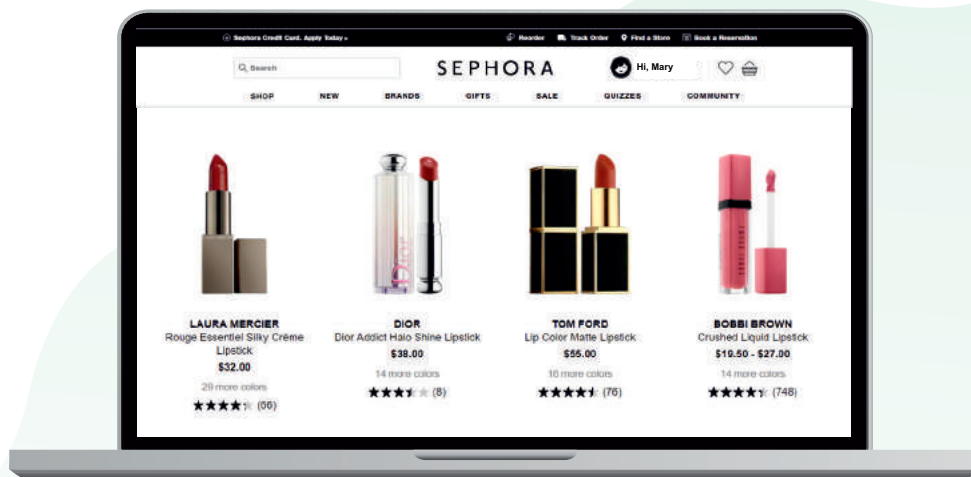 Sephora Credit Card. Apply Today ▸
Reorder Track Order Find a Store Book a Reservation
Search
SEPHORA
Hi, Mary
SHOP NEW BRANDS GIFTS SALE QUIZZES COMMUNITY
Dior
LAURA MERCIER
Rouge Essentiel Silky Crème
Lipstick
$32.00
29 more colors
(66)
DIOR
Dior Addict Halo Shine Lipstick
$38.00
14 more colors
(8)
TOM FORD
Lip Color Matte Lipstick
$55.00
16 more colors
(76)
BOBBI BROWN
BOBBI BROWN
Crushed Liquid Lipstick
$19.50 - $27.00
14 more colors
(748)